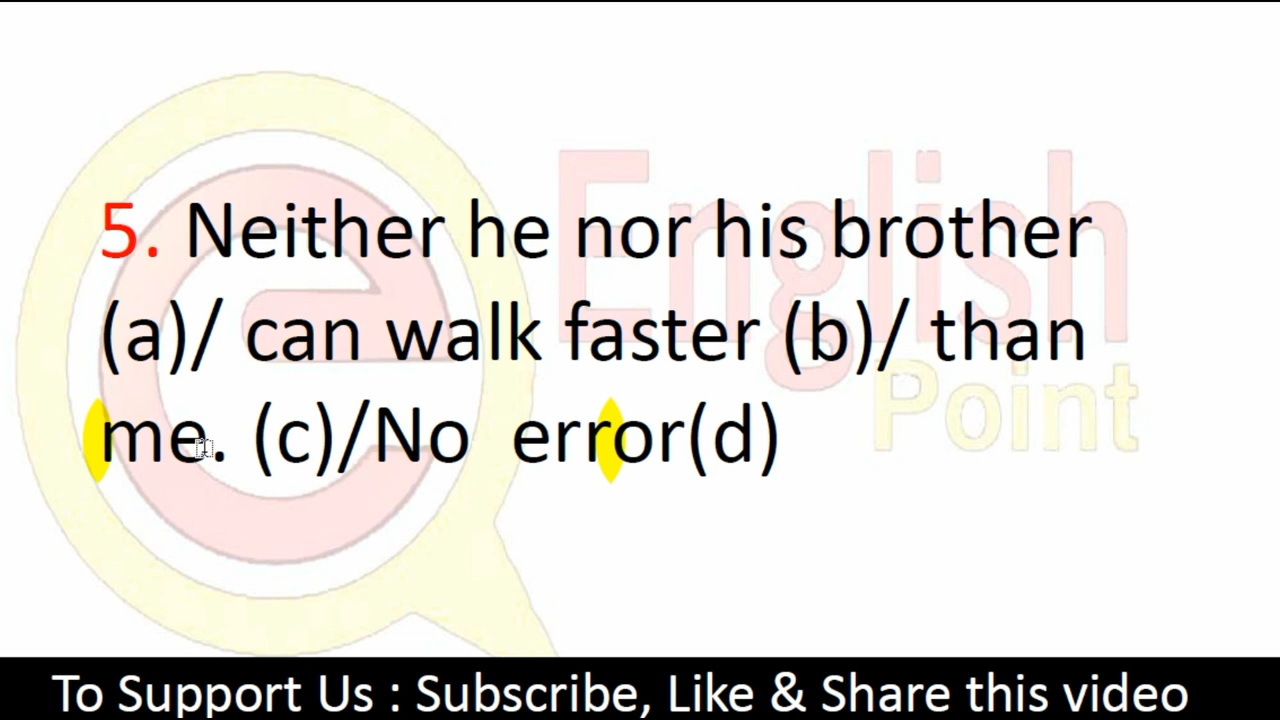 English
Point
5. Neither he nor his brother
(a)/ can walk faster (b)/ than
me. (c)/No error(d)
To Support Us : Subscribe, Like & Share this video